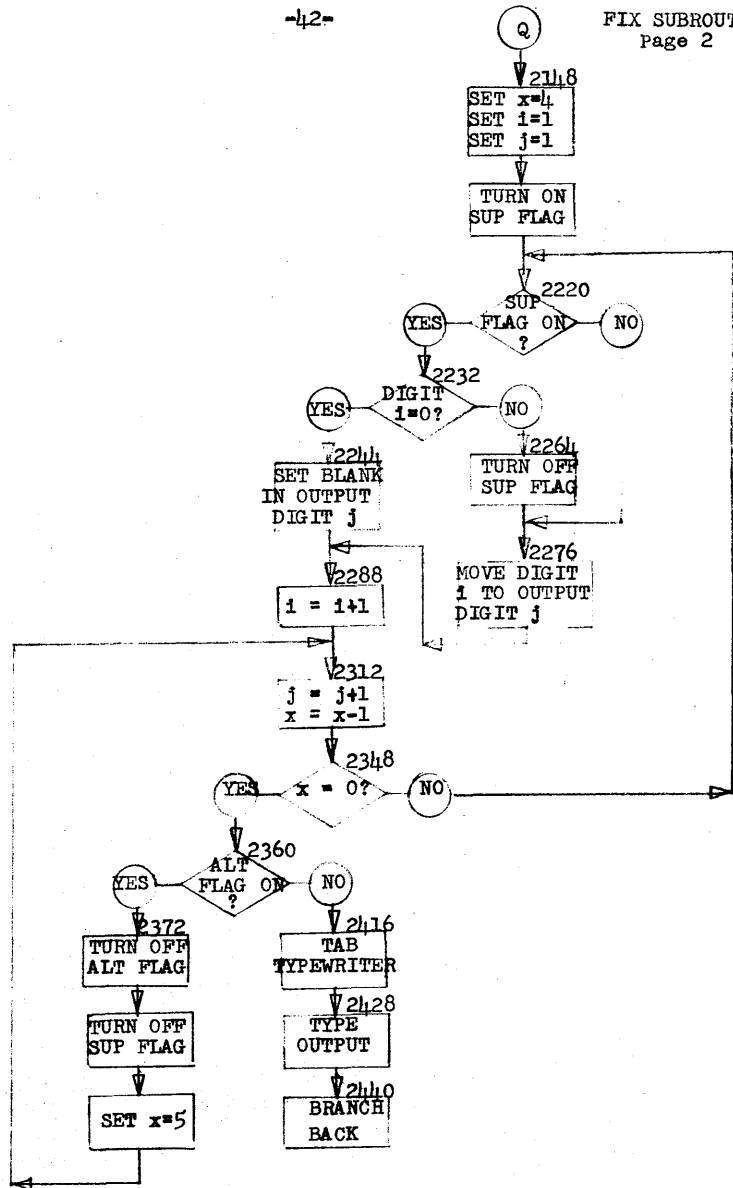 -42-
FIX SUBROUT
Page 2
Q
2148
SET x=4
SET i=1
SET j=1
TURN ON
SUP FLAG
2220
SUP
FLAG ON
?
YES
NO
2232
DIGIT
i=0?
YES
NO
2244
SET BLANK
IN OUTPUT
DIGIT j
2264
TURN OFF
SUP FLAG
2276
MOVE DIGIT
i TO OUTPUT
DIGIT j
2288
i = i+1
2312
j = j+1
x = x-1
2348
x = 0?
YES
NO
2360
ALT
FLAG ON
?
YES
NO
2372
TURN OFF
ALT FLAG
2416
TAB
TYPEWRITER
TURN OFF
SUP FLAG
2428
TYPE
OUTPUT
SET x=5
2440
BRANCH
BACK